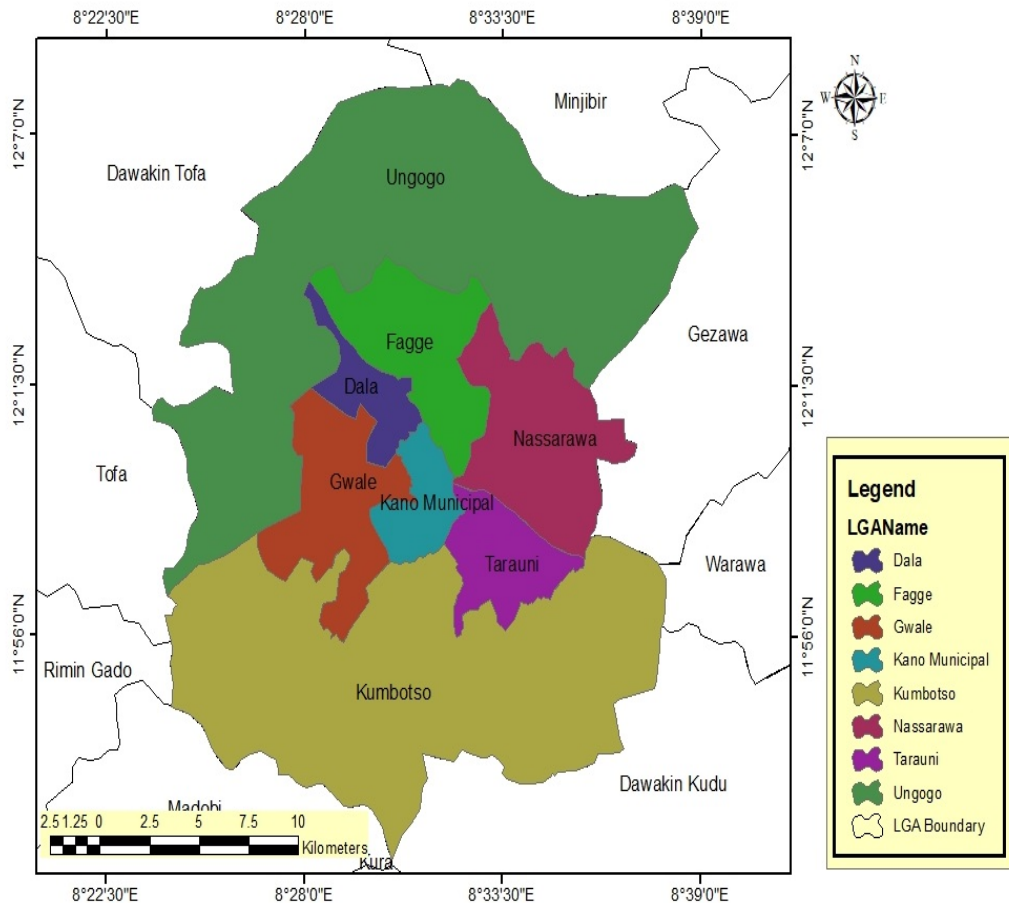 8°22'30"E 8°28'0"E 8°33'30"E 8°39'0"E
N
W E
S
12°7'0"N 12°7'0"N
Minjibir
Dawakin Tofa
Ungogo
Gezawa
Fagge
12°1'30"N 12°1'30"N
Dala
Nassarawa
Tofa
Gwale
Kano Municipal
Tarauni
Warawa
11°56'0"N 11°56'0"N
Rimin Gado
Kumbotso
Dawakin Kudu
Madobi
2.5 1.25 0 2.5 5 7.5 10
Kilometers
Kura
8°22'30"E 8°28'0"E 8°33'30"E 8°39'0"E
Legend
LGAName
Dala
Fagge
Gwale
Kano Municipal
Kumbotso
Nassarawa
Tarauni
Ungogo
LGA Boundary